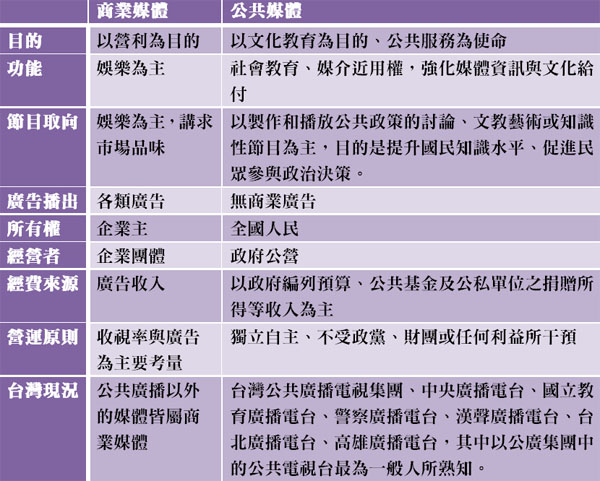 商業媒體 公共媒體
目的 以營利為目的 以文化教育為目的、公共服務為使命
功能 娛樂為主 社會教育、媒介近用權，強化媒體資訊與文化給
付
節目取向 娛樂為主，講求 以製作和播放公共政策的討論、文教藝術或知識
市場品味 性節目為主，目的是提升國民知識水平、促進民
眾參與政治決策。
廣告播出 各類廣告 無商業廣告
所有權 企業主 全國人民
經營者 企業團體 政府公營
經費來源 廣告收入 以政府編列預算、公共基金及公私單位之捐贈所
得等收入為主
營運原則 收視率與廣告 獨立自主、不受政黨、財團或任何利益所干預
為主要考量
台灣現況 公共廣播以外 台灣公共廣播電視集團、中央廣播電台、國立教
的媒體皆屬商 育廣播電台、警察廣播電台、漢聲廣播電台、台
業媒體 北廣播電台、高雄廣播電台，其中以公廣集團中
的公共電視台最為一般人所熟知。